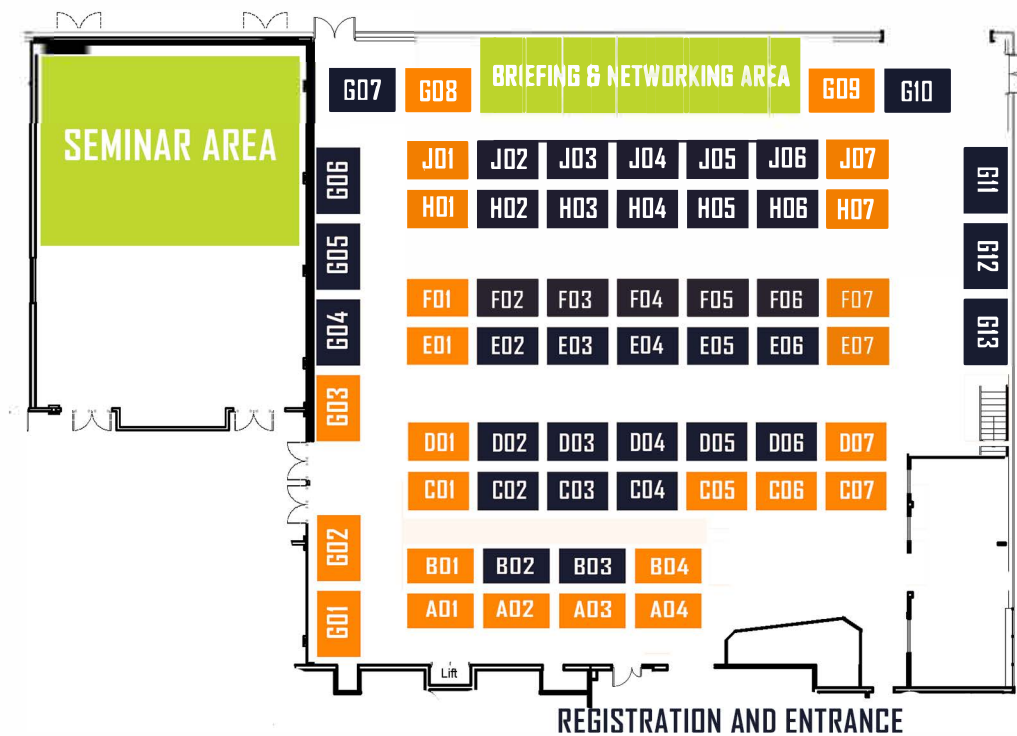 G07 G08 BRIEFING & NETWORKING AREA G09 G10
SEMINAR AREA
J01 J02 J03 J04 J05 J06 J07
H01 H02 H03 H04 H05 H06 H07
G06
G05
G04
G03
G11
G12
G13
F01 F02 F03 F04 F05 F06 F07
E01 E02 E03 E04 E05 E06 E07
D01 D02 D03 D04 D05 D06 D07
C01 C02 C03 C04 C05 C06 C07
G02
G01
B01 B02 B03 B04
A01 A02 A03 A04
Lift
REGISTRATION AND ENTRANCE